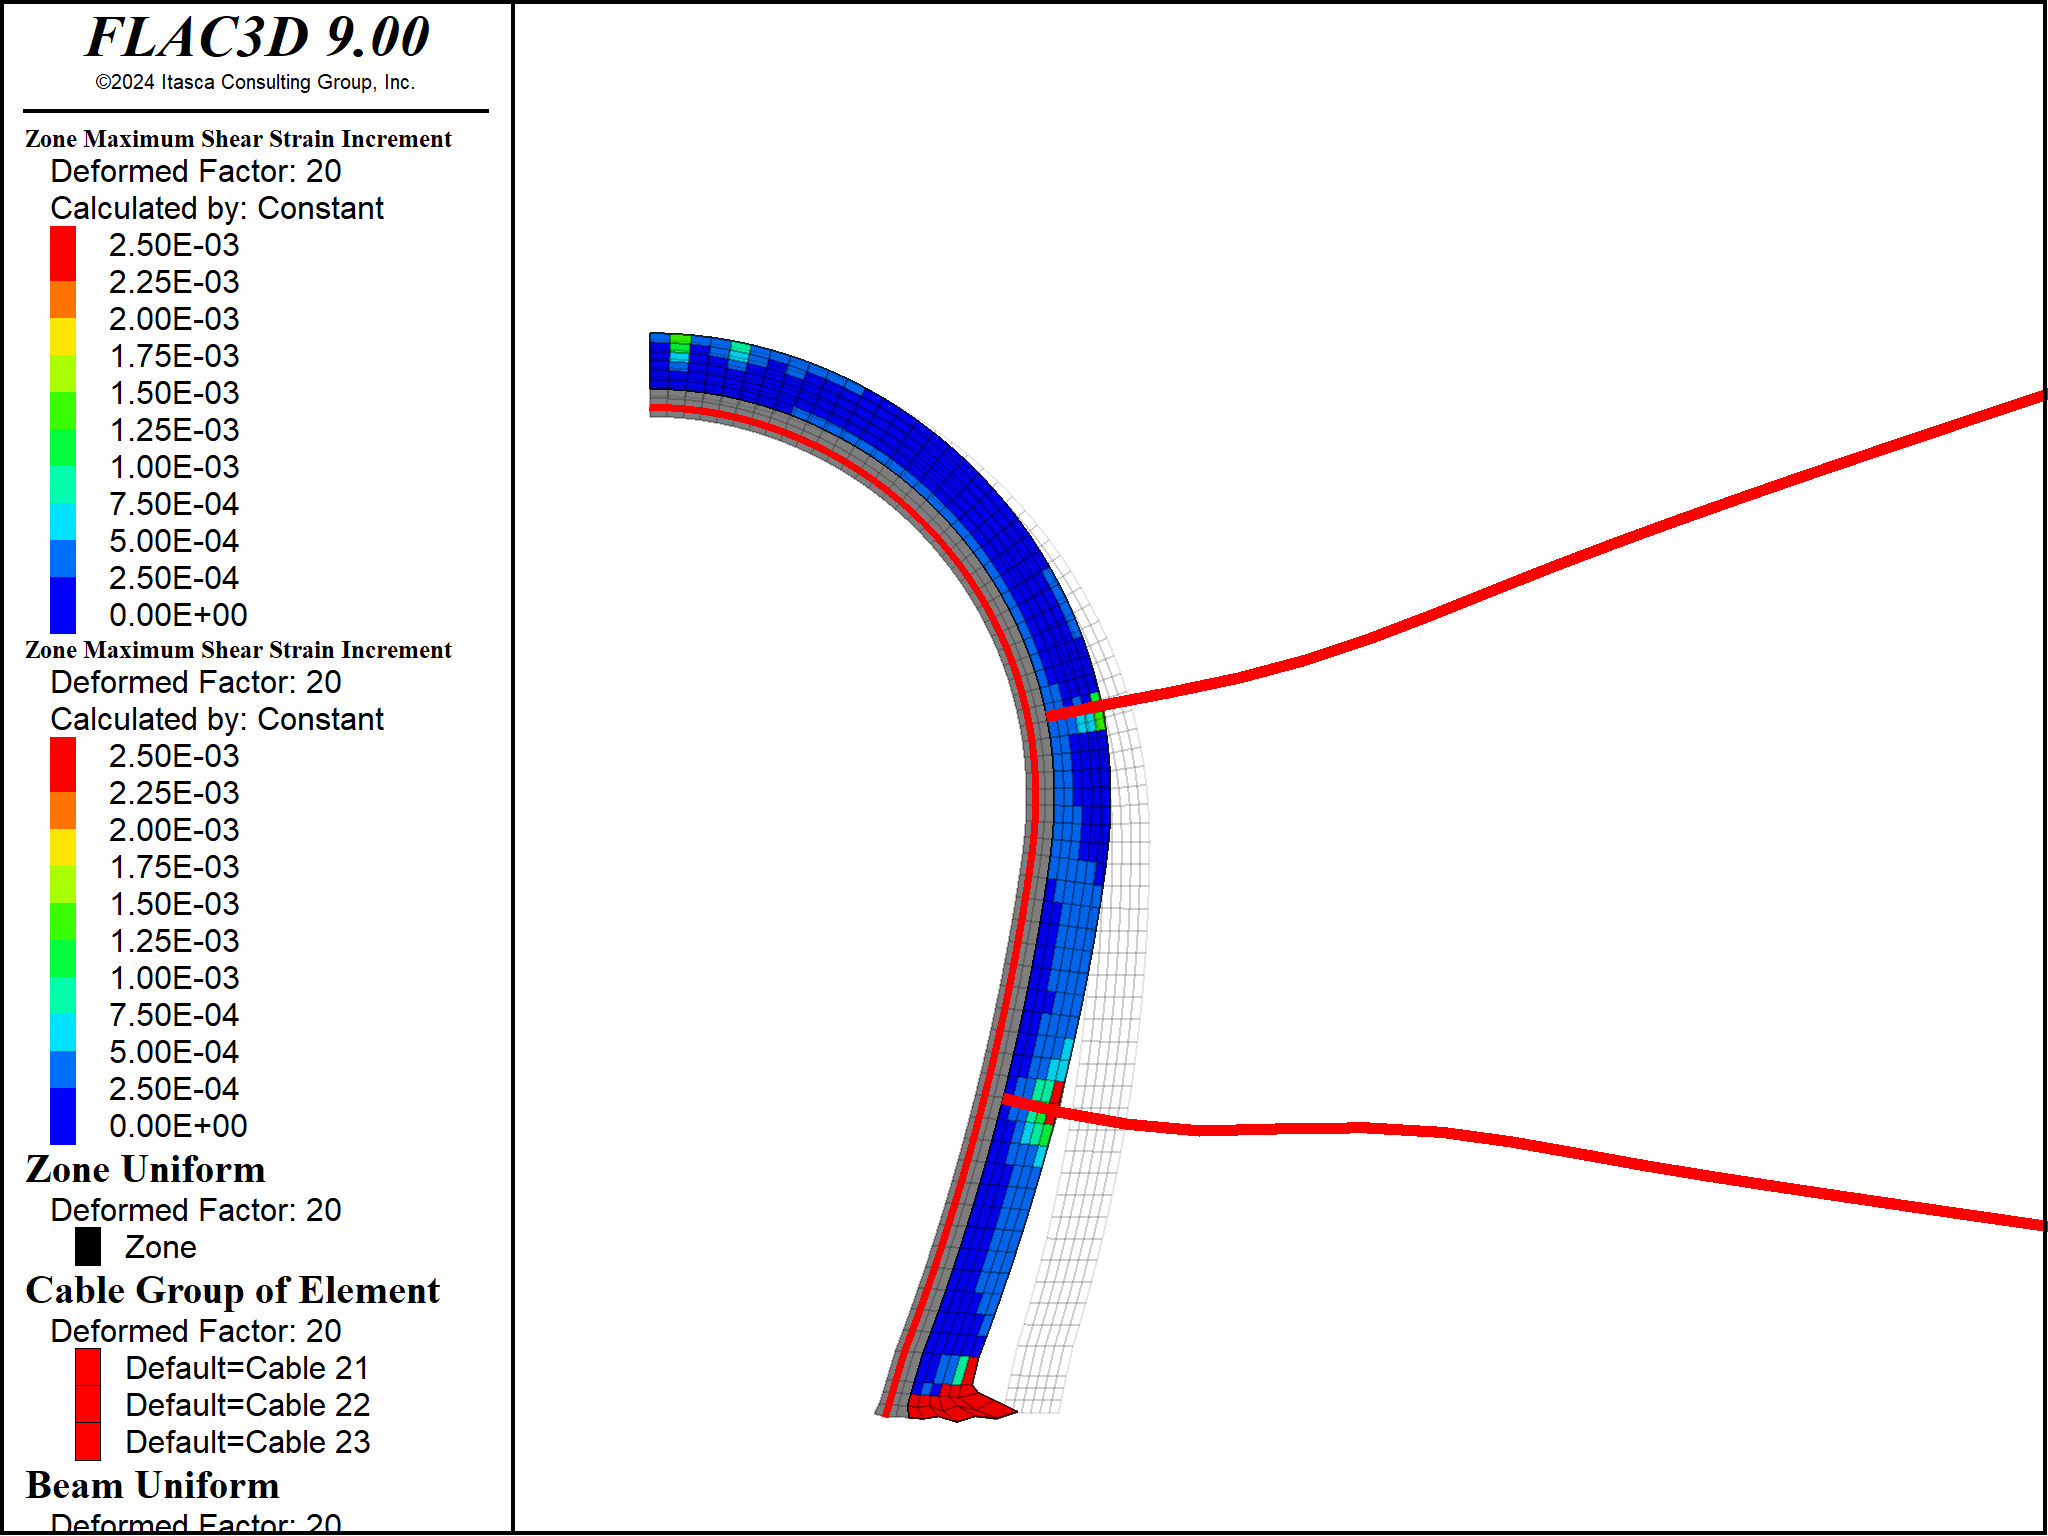 FLAC3D 9.00
©2024 Itasca Consulting Group, Inc.
Zone Maximum Shear Strain Increment
Deformed Factor: 20
Calculated by: Constant
2.50E-03
2.25E-03
2.00E-03
1.75E-03
1.50E-03
1.25E-03
1.00E-03
7.50E-04
5.00E-04
2.50E-04
0.00E+00
Zone Maximum Shear Strain Increment
Deformed Factor: 20
Calculated by: Constant
2.50E-03
2.25E-03
2.00E-03
1.75E-03
1.50E-03
1.25E-03
1.00E-03
7.50E-04
5.00E-04
2.50E-04
0.00E+00
Zone Uniform
Deformed Factor: 20
Zone
Cable Group of Element
Deformed Factor: 20
Default=Cable 21
Default=Cable 22
Default=Cable 23
Beam Uniform
Deformed Factor: 20